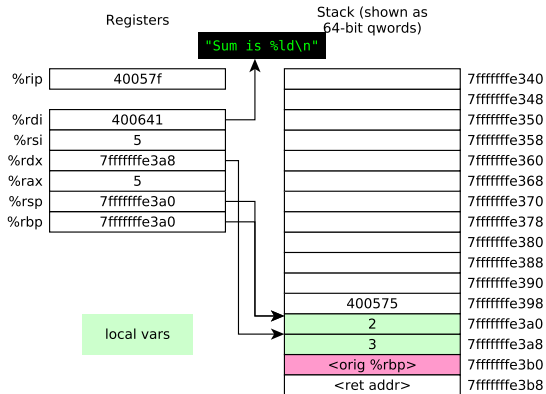 Registers
Stack (shown as
64-bit qwords)
"Sum is %ld\n"
%rip 40057f
%rdi 400641
%rsi 5
%rdx 7fffffffe3a8
%rax 5
%rsp 7fffffffe3a0
%rbp 7fffffffe3a0
local vars
7fffffffe340
7fffffffe348
7fffffffe350
7fffffffe358
7fffffffe360
7fffffffe368
7fffffffe370
7fffffffe378
7fffffffe380
7fffffffe388
7fffffffe390
400575 7fffffffe398
2 7fffffffe3a0
3 7fffffffe3a8
<orig %rbp> 7fffffffe3b0
<ret addr> 7fffffffe3b8